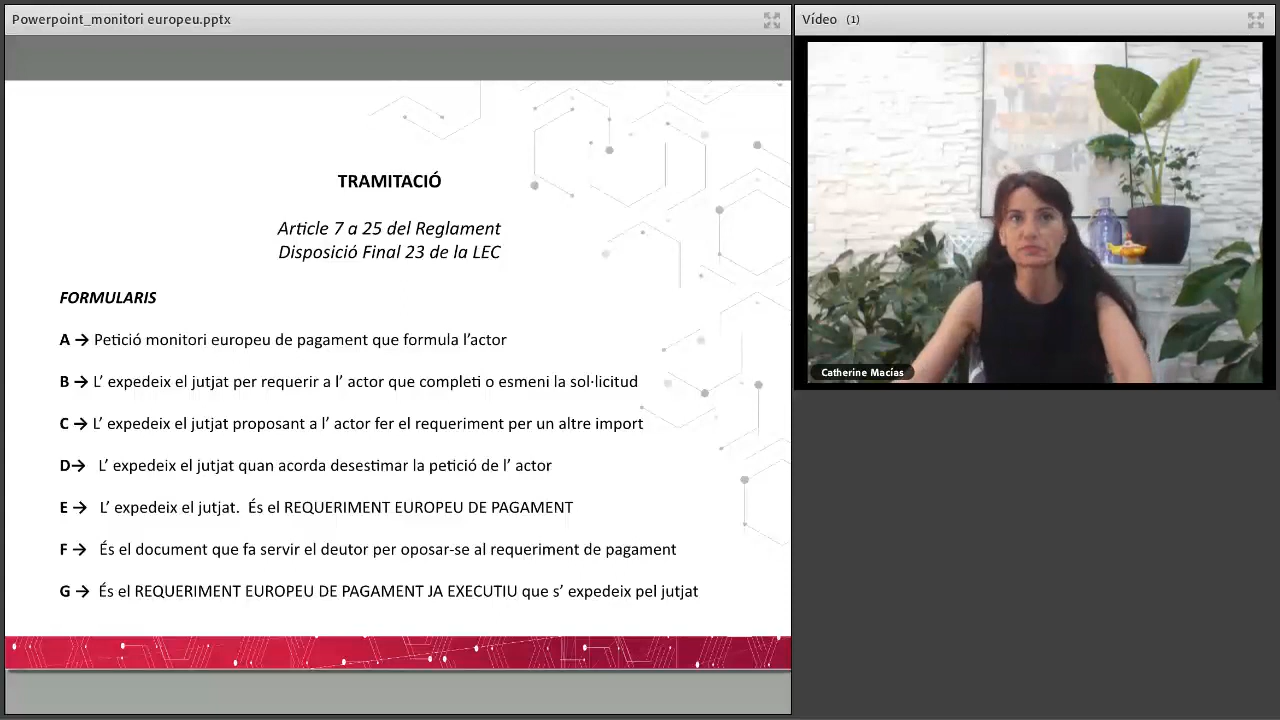 Powerpoint_monitori europeu.pptx
Vídeo (1)
TRAMITACIÓ
Article 7 a 25 del Reglament
Disposició Final 23 de la LEC
FORMULARIS
A → Petició monitori europeu de pagament que formula l’actor
B → L’ expedeix el jutjat per requerir a l’ actor que completi o esmeni la sol·licitud
C → L’ expedeix el jutjat proposant a l’ actor fer el requeriment per un altre import
D→ L’ expedeix el jutjat quan acorda desestimar la petició de l’ actor
E → L’ expedeix el jutjat. És el REQUERIMENT EUROPEU DE PAGAMENT
F → És el document que fa servir el deutor per oposar-se al requeriment de pagament
G → És el REQUERIMENT EUROPEU DE PAGAMENT JA EXECUTIU que s’ expedeix pel jutjat
Catherine Macías